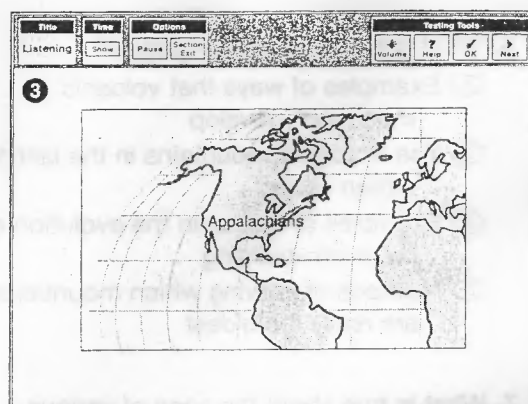 Title
Time
Options
Testing Tools
Listening
Show
Pause
Section
Exit
Volume
?
Help
OK
Next
3
Appalachians